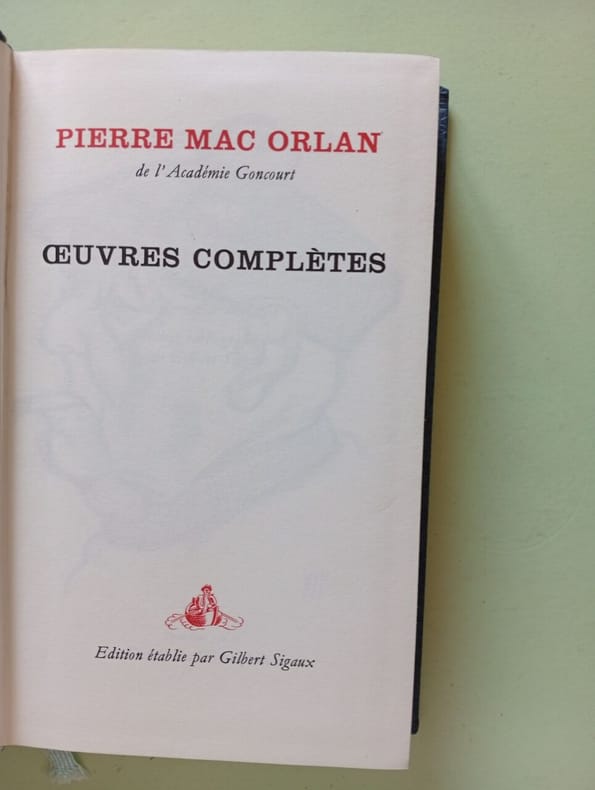 PIERRE MAC ORLAN
de l'Académie Goncourt
ŒUVRES COMPLÈTES
Edition établie par Gilbert Sigaux